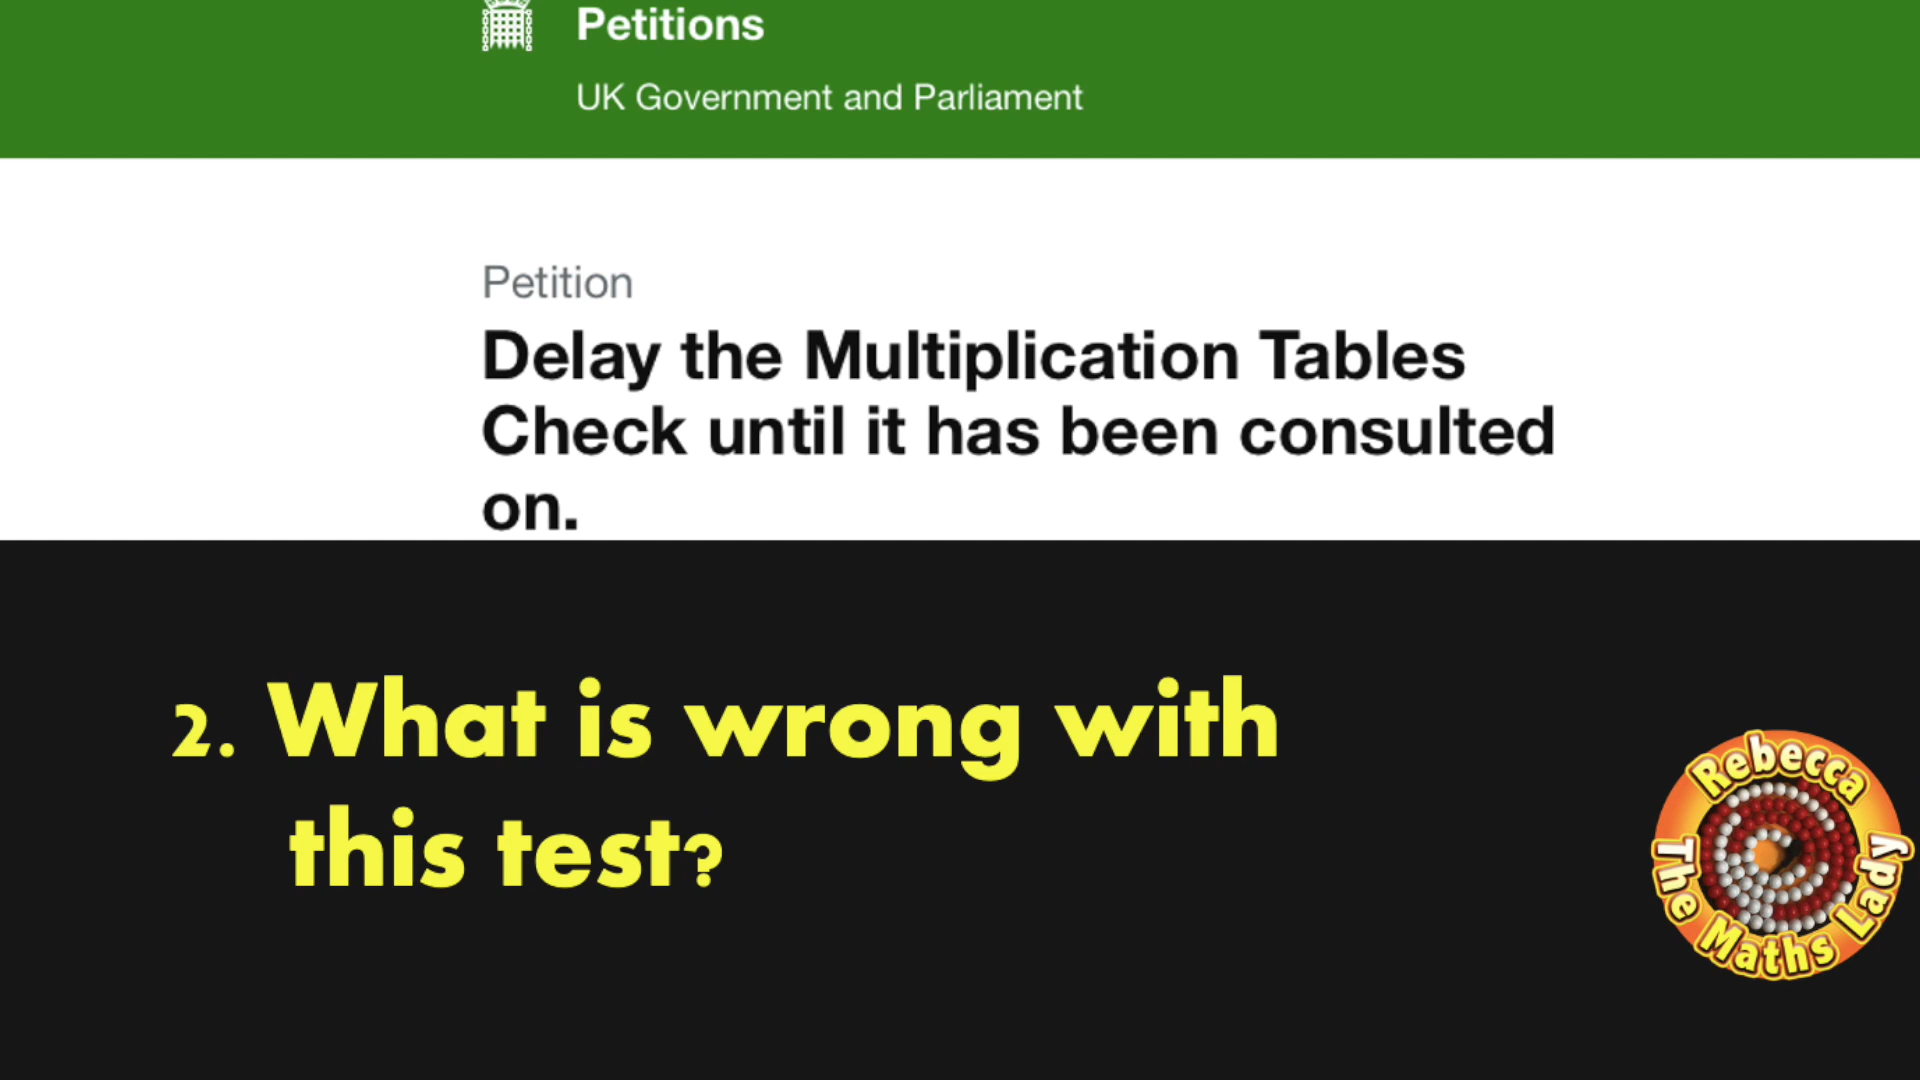 Petitions
UK Government and Parliament
Petition
Delay the Multiplication Tables
Check until it has been consulted
on.
2. What is wrong with
this test?
Rebecca
The Maths Lady